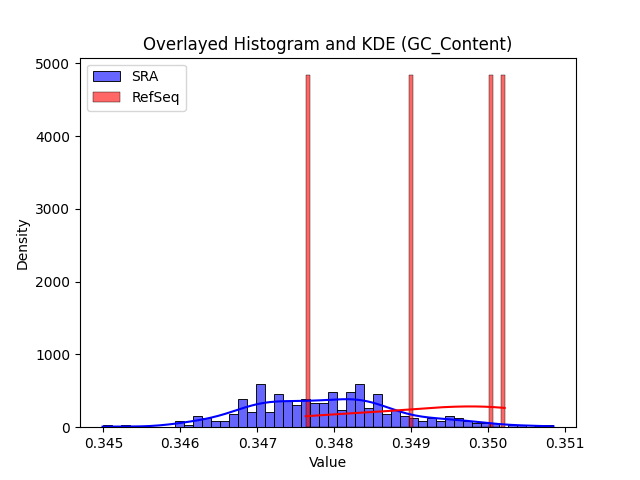 Overlayed Histogram and KDE (GC_Content)
SRA
RefSeq
5000
4000
3000
2000
1000
0
Density
0.345 0.346 0.347 0.348 0.349 0.350 0.351
Value